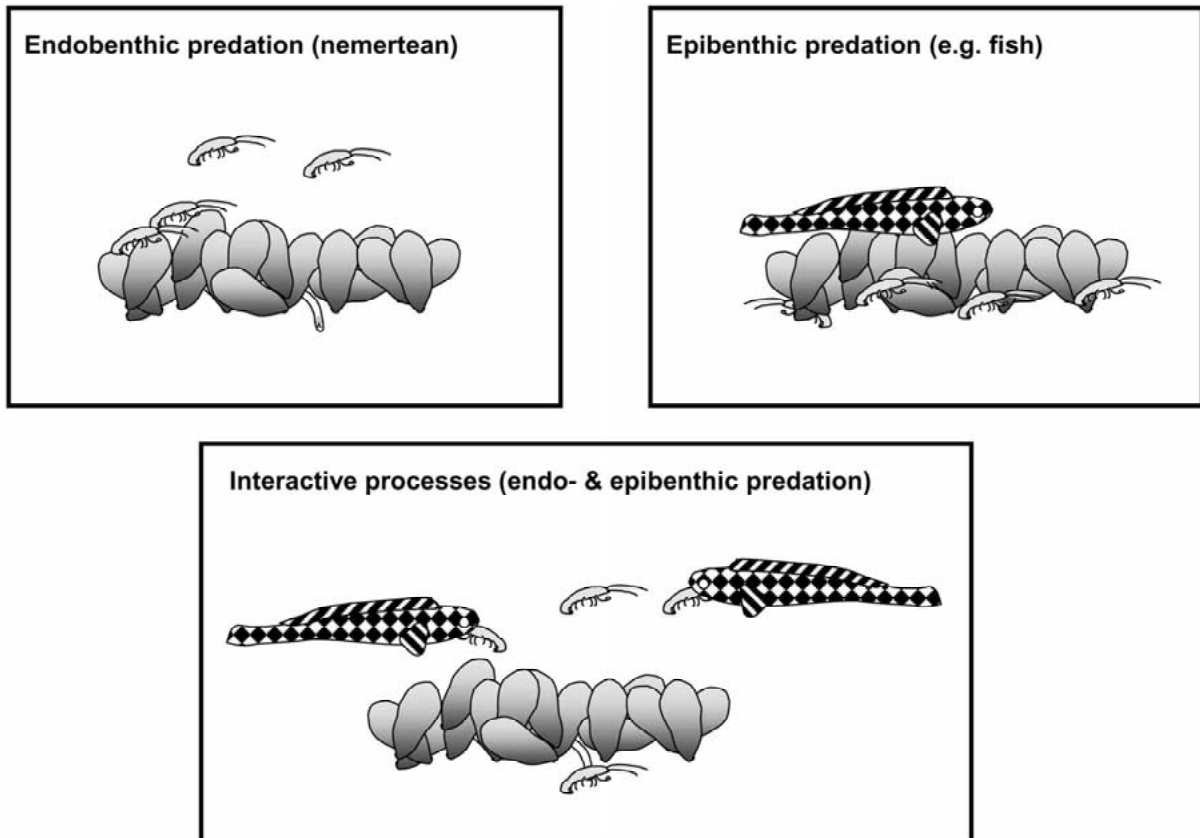 Endobenthic predation (nemertean)
Epibenthic predation (e.g. fish)
Interactive processes (endo- & epibenthic predation)